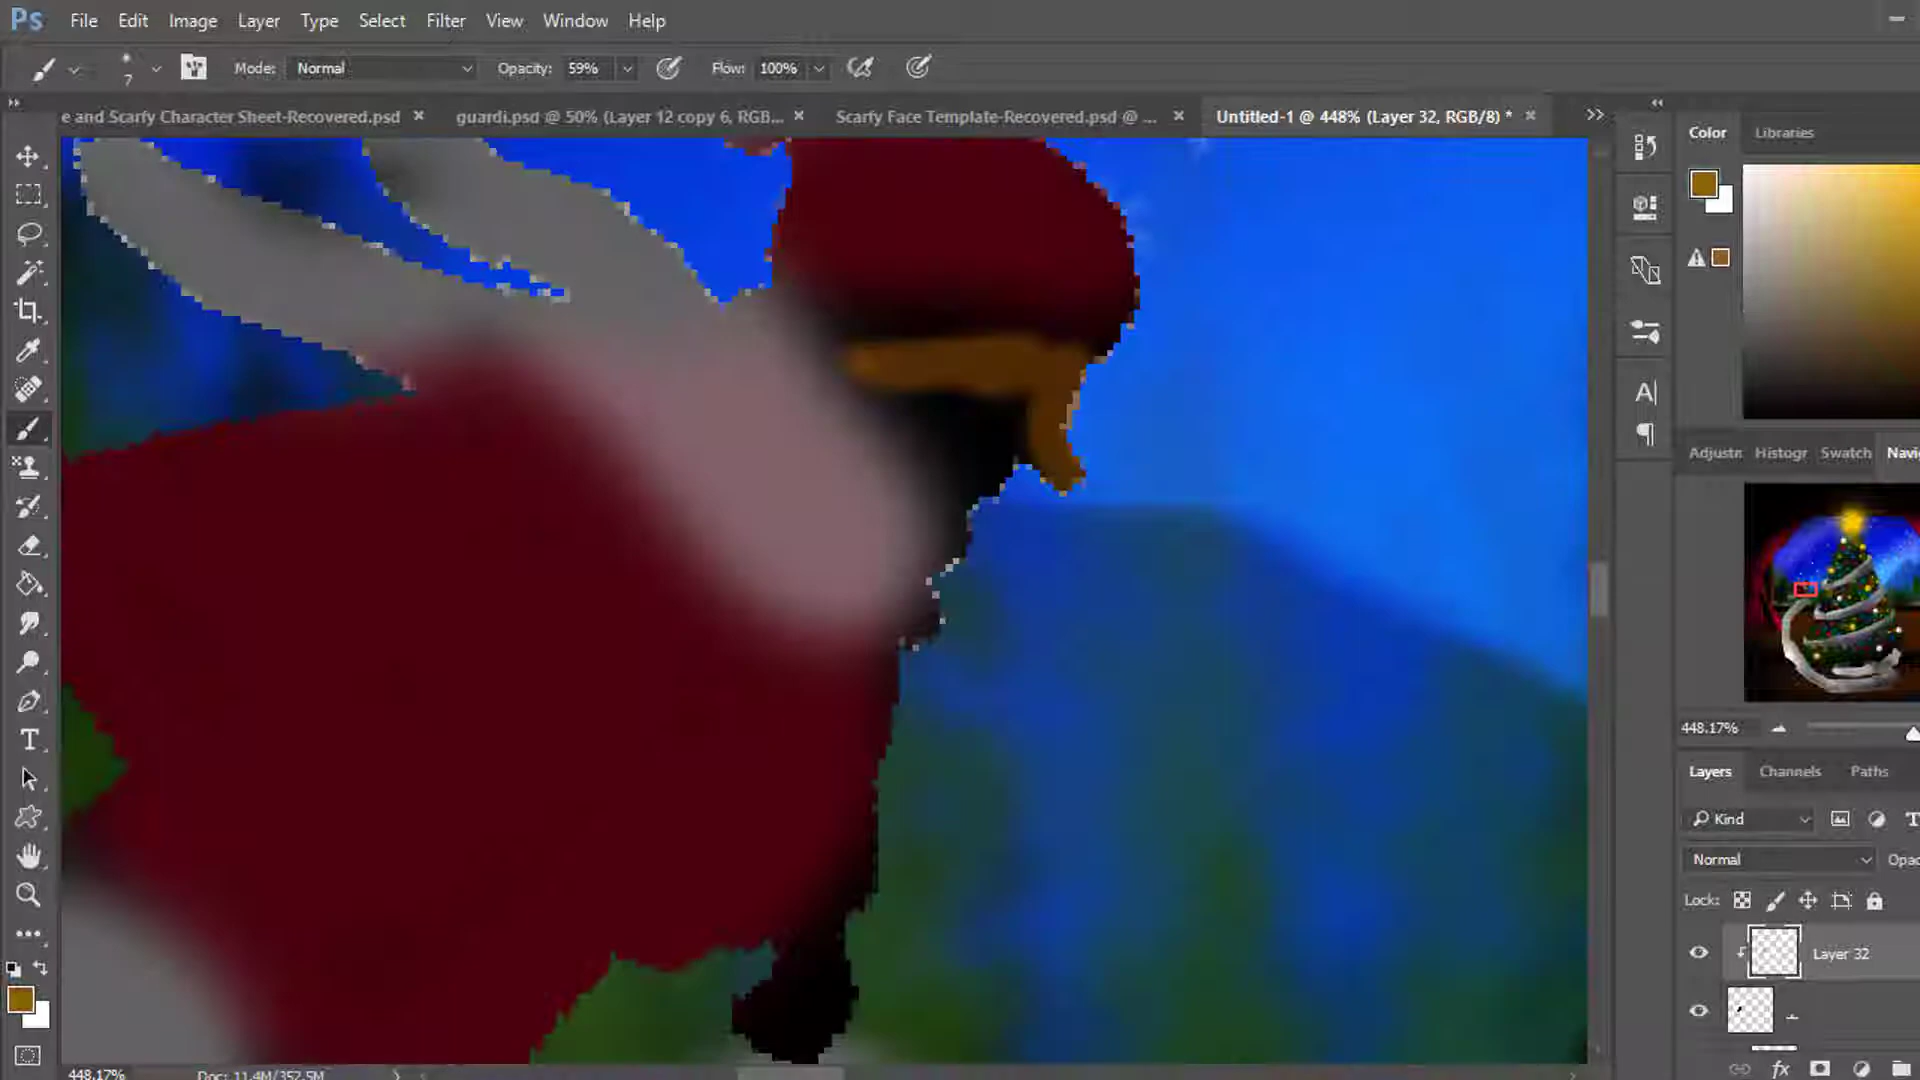 Ps File Edit Image Layer Type Select Filter View Window Help
7 Mode: Normal Opacity: 59% Flow: 100%
e and Scarfy Character Sheet-Recovered.psd × guardi.psd @ 50% (Layer 12 copy 6, RGB... × Scarfy Face Template-Recovered.psd @ ... × Untitled-1 @ 448% (Layer 32, RGB/8) * ×
Color Libraries
Adjustm Histogr Swatch Navi
448.17%
Layers Channels Paths
Kind
Normal Opac
Lock:
Layer 32
fx
448.17% Doc: 11.4M/352.5M